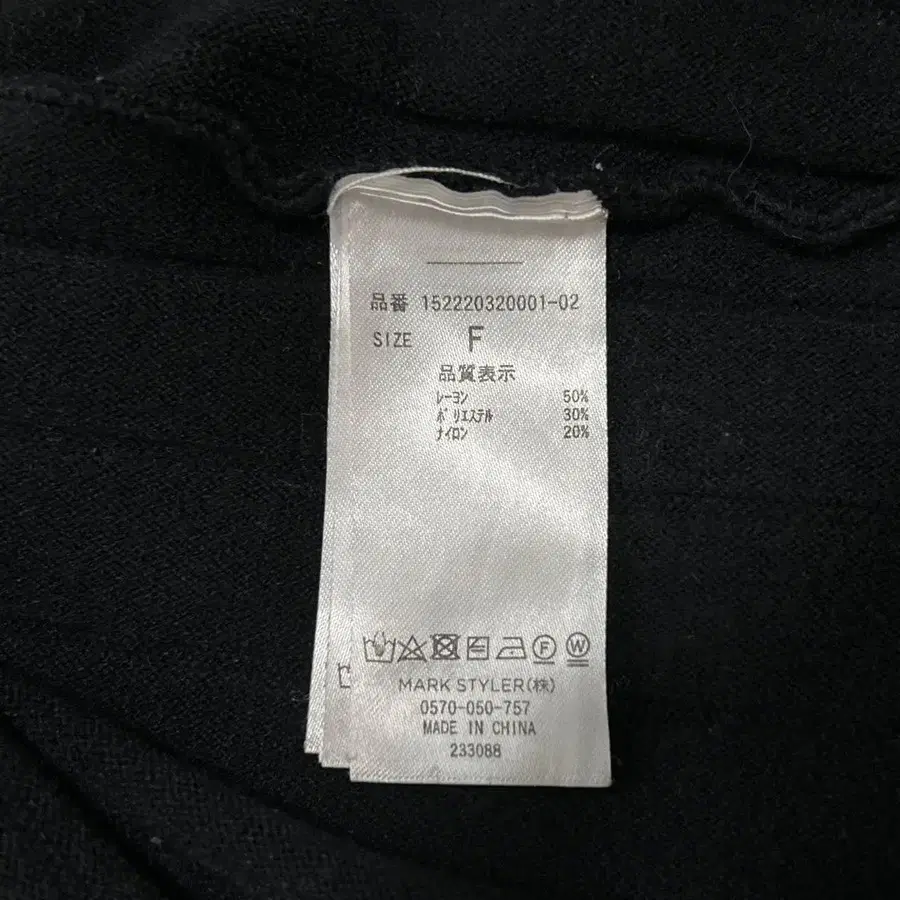 品番 152220320001-02
SIZE F
品質表示
レーヨン 50%
ポリエステル 30%
ナイロン 20%
F W
MARK STYLER(株)
0570-050-757
MADE IN CHINA
233088